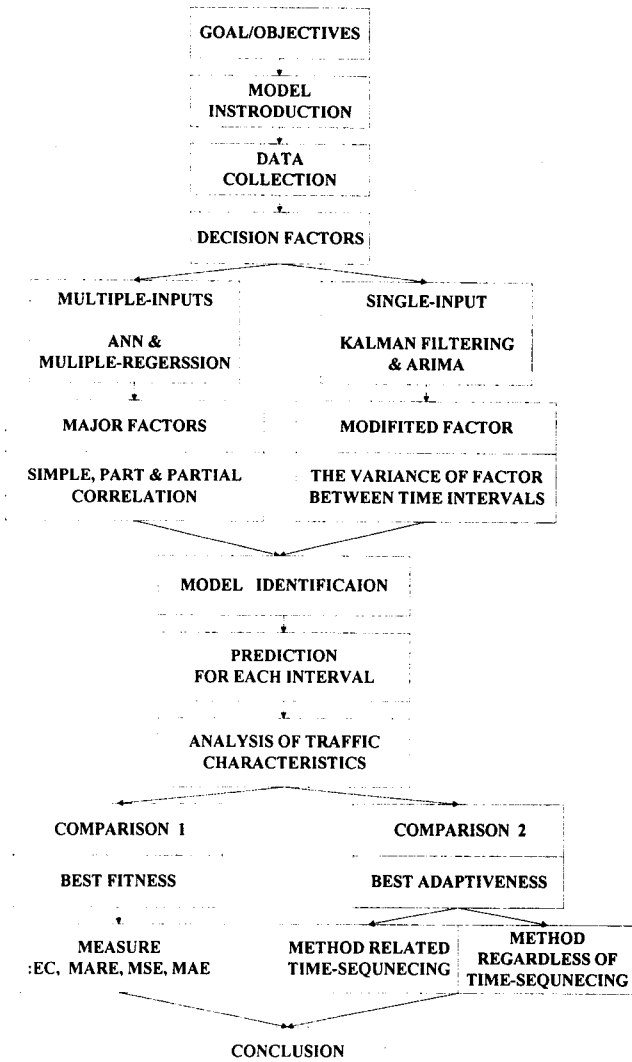 GOAL/OBJECTIVES
MODEL
INSTRODUCTION
DATA
COLLECTION
DECISION FACTORS
MULTIPLE-INPUTS
ANN &
MULIPLE-REGERSSION
SINGLE-INPUT
KALMAN FILTERING
& ARIMA
MAJOR FACTORS
SIMPLE, PART & PARTIAL
CORRELATION
MODIFITED FACTOR
THE VARIANCE OF FACTOR
BETWEEN TIME INTERVALS
MODEL IDENTIFICAION
PREDICTION
FOR EACH INTERVAL
ANALYSIS OF TRAFFIC
CHARACTERISTICS
COMPARISON 1
BEST FITNESS
COMPARISON 2
BEST ADAPTIVENESS
MEASURE
:EC, MARE, MSE, MAE
METHOD RELATED
TIME-SEQUNECING
METHOD
REGARDLESS OF
TIME-SEQUNECING
CONCLUSION